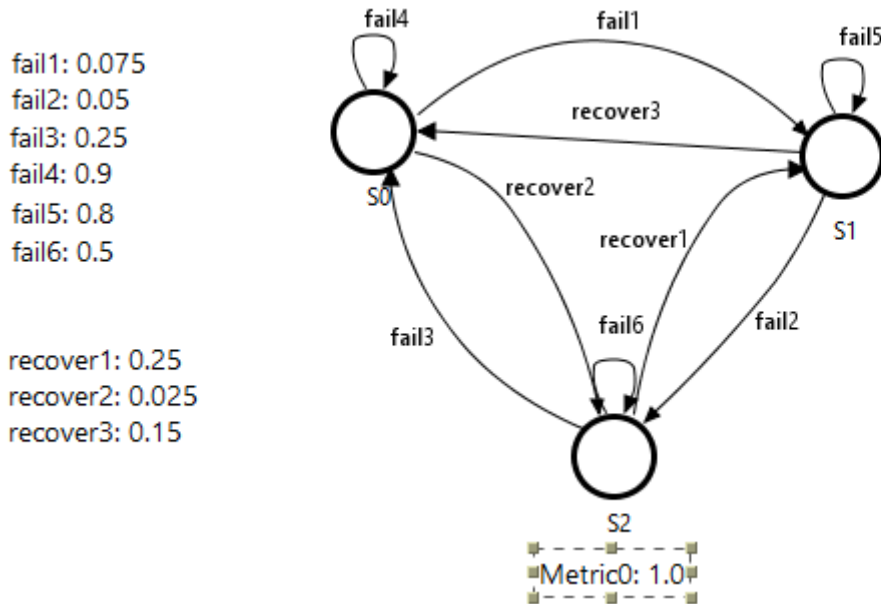 fail1: 0.075
fail2: 0.05
fail3: 0.25
fail4: 0.9
fail5: 0.8
fail6: 0.5
recover1: 0.25
recover2: 0.025
recover3: 0.15
fail4
fail1
fail5
recover3
S0
recover2
S1
recover1
fail3
fail6
fail2
S2
Metric0: 1.0